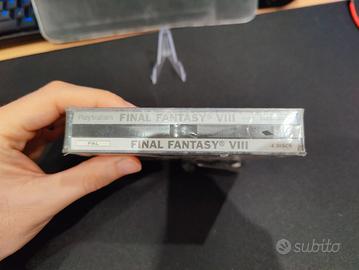 PlayStation FINAL FANTASY® VIII
PAL FINAL FANTASY® VIII 4 DISCS
subito